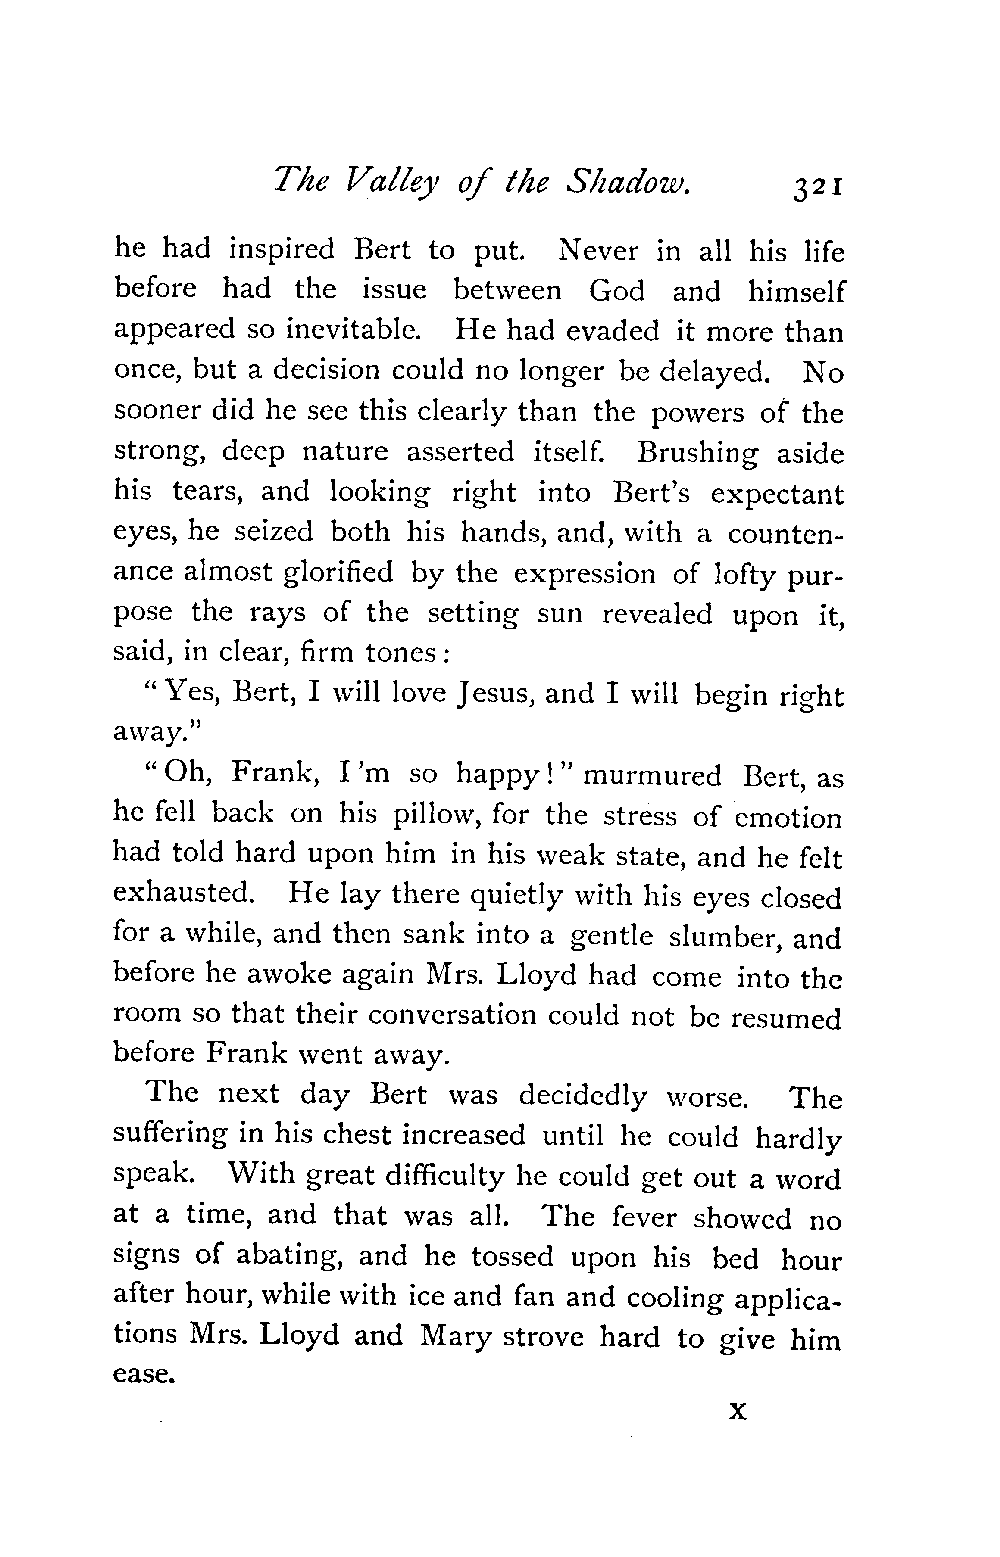 The Valley of the Shadow. 321
he had inspired Bert to put. Never in all his life
before had the issue between God and himself
appeared so inevitable. He had evaded it more than
once, but a decision could no longer be delayed. No
sooner did he see this clearly than the powers of the
strong, deep nature asserted itself. Brushing aside
his tears, and looking right into Bert's expectant
eyes, he seized both his hands, and, with a counten-
ance almost glorified by the expression of lofty pur-
pose the rays of the setting sun revealed upon it,
said, in clear, firm tones:
"Yes, Bert, I will love Jesus, and I will begin right
away."
"Oh, Frank, I'm so happy!" murmured Bert, as
he fell back on his pillow, for the stress of emotion
had told hard upon him in his weak state, and he felt
exhausted. He lay there quietly with his eyes closed
for a while, and then sank into a gentle slumber, and
before he awoke again Mrs. Lloyd had come into the
room so that their conversation could not be resumed
before Frank went away.
The next day Bert was decidedly worse. The
suffering in his chest increased until he could hardly
speak. With great difficulty he could get out a word
at a time, and that was all. The fever showed no
signs of abating, and he tossed upon his bed hour
after hour, while with ice and fan and cooling applica-
tions Mrs. Lloyd and Mary strove hard to give him
ease.
X